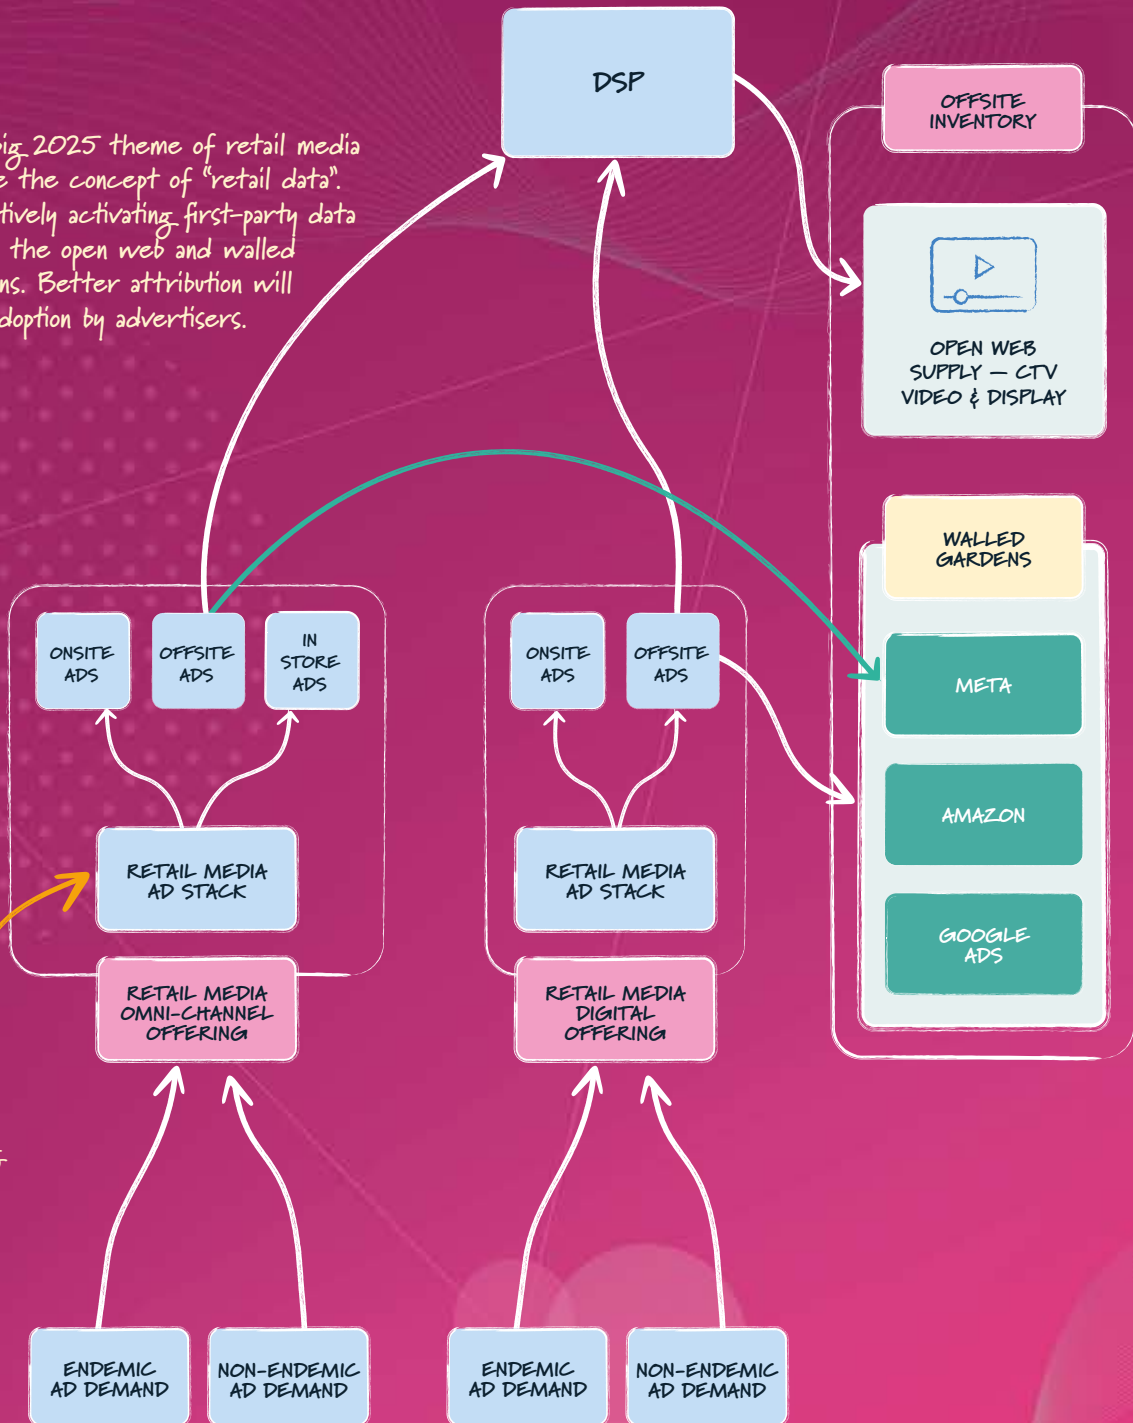 DSP
OFFSITE
INVENTORY
big 2025 theme of retail media
the concept of "retail data".
activating first-party data
the open web and walled
Better attribution will
by advertisers.
OPEN WEB
SUPPLY — CTV
VIDEO & DISPLAY
WALLED
GARDENS
META
AMAZON
GOOGLE
ADS
ONSITE
ADS
OFFSITE
ADS
IN
STORE
ADS
RETAIL MEDIA
AD STACK
RETAIL MEDIA
OMNI-CHANNEL
OFFERING
ONSITE
ADS
OFFSITE
ADS
RETAIL MEDIA
AD STACK
RETAIL MEDIA
DIGITAL
OFFERING
ENDEMIC
AD DEMAND
NON-ENDEMIC
AD DEMAND
ENDEMIC
AD DEMAND
NON-ENDEMIC
AD DEMAND